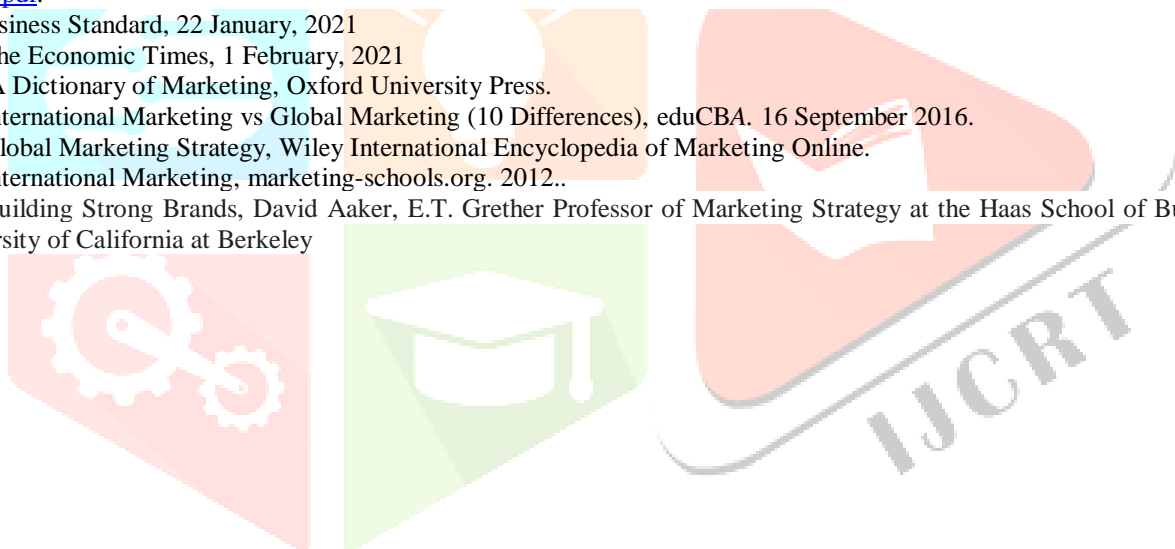 pdf.
siness Standard, 22 January, 2021
he Economic Times, 1 February, 2021
A Dictionary of Marketing, Oxford University Press.
nternational Marketing vs Global Marketing (10 Differences), eduCBA. 16 September 2016.
lobal Marketing Strategy, Wiley International Encyclopedia of Marketing Online.
nternational Marketing, marketing-schools.org. 2012..
uilding Strong Brands, David Aaker, E.T. Grether Professor of Marketing Strategy at the Haas School of Bu
rsity of California at Berkeley
IJCRT